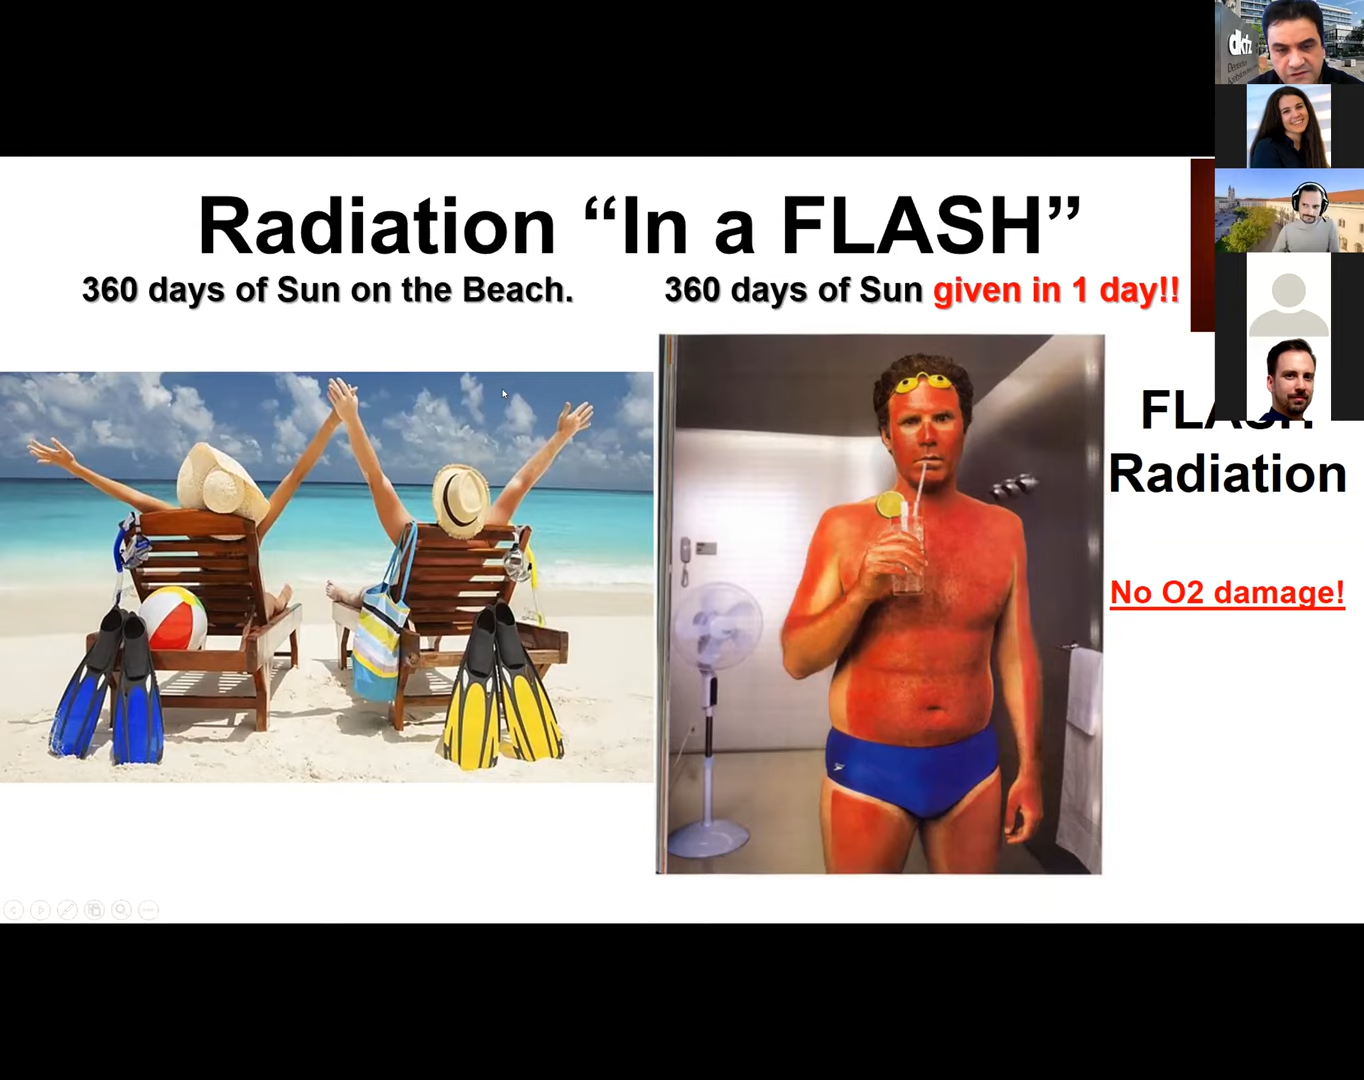 Radiation “In a FLASH”
360 days of Sun on the Beach.
360 days of Sun given in 1 day!!
Radiation
No O2 damage!
dkfz